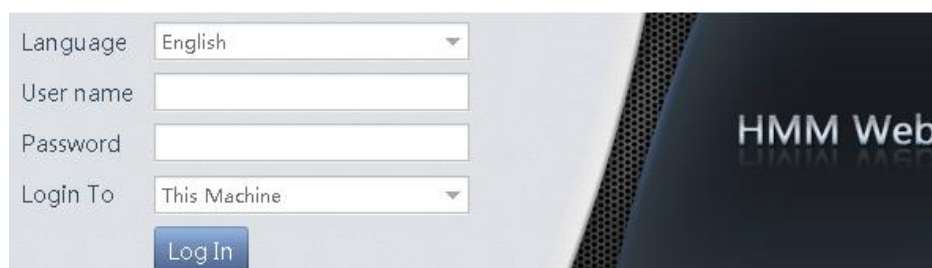 Language English
User name
Password
HMM Web
Login To This Machine
Log In